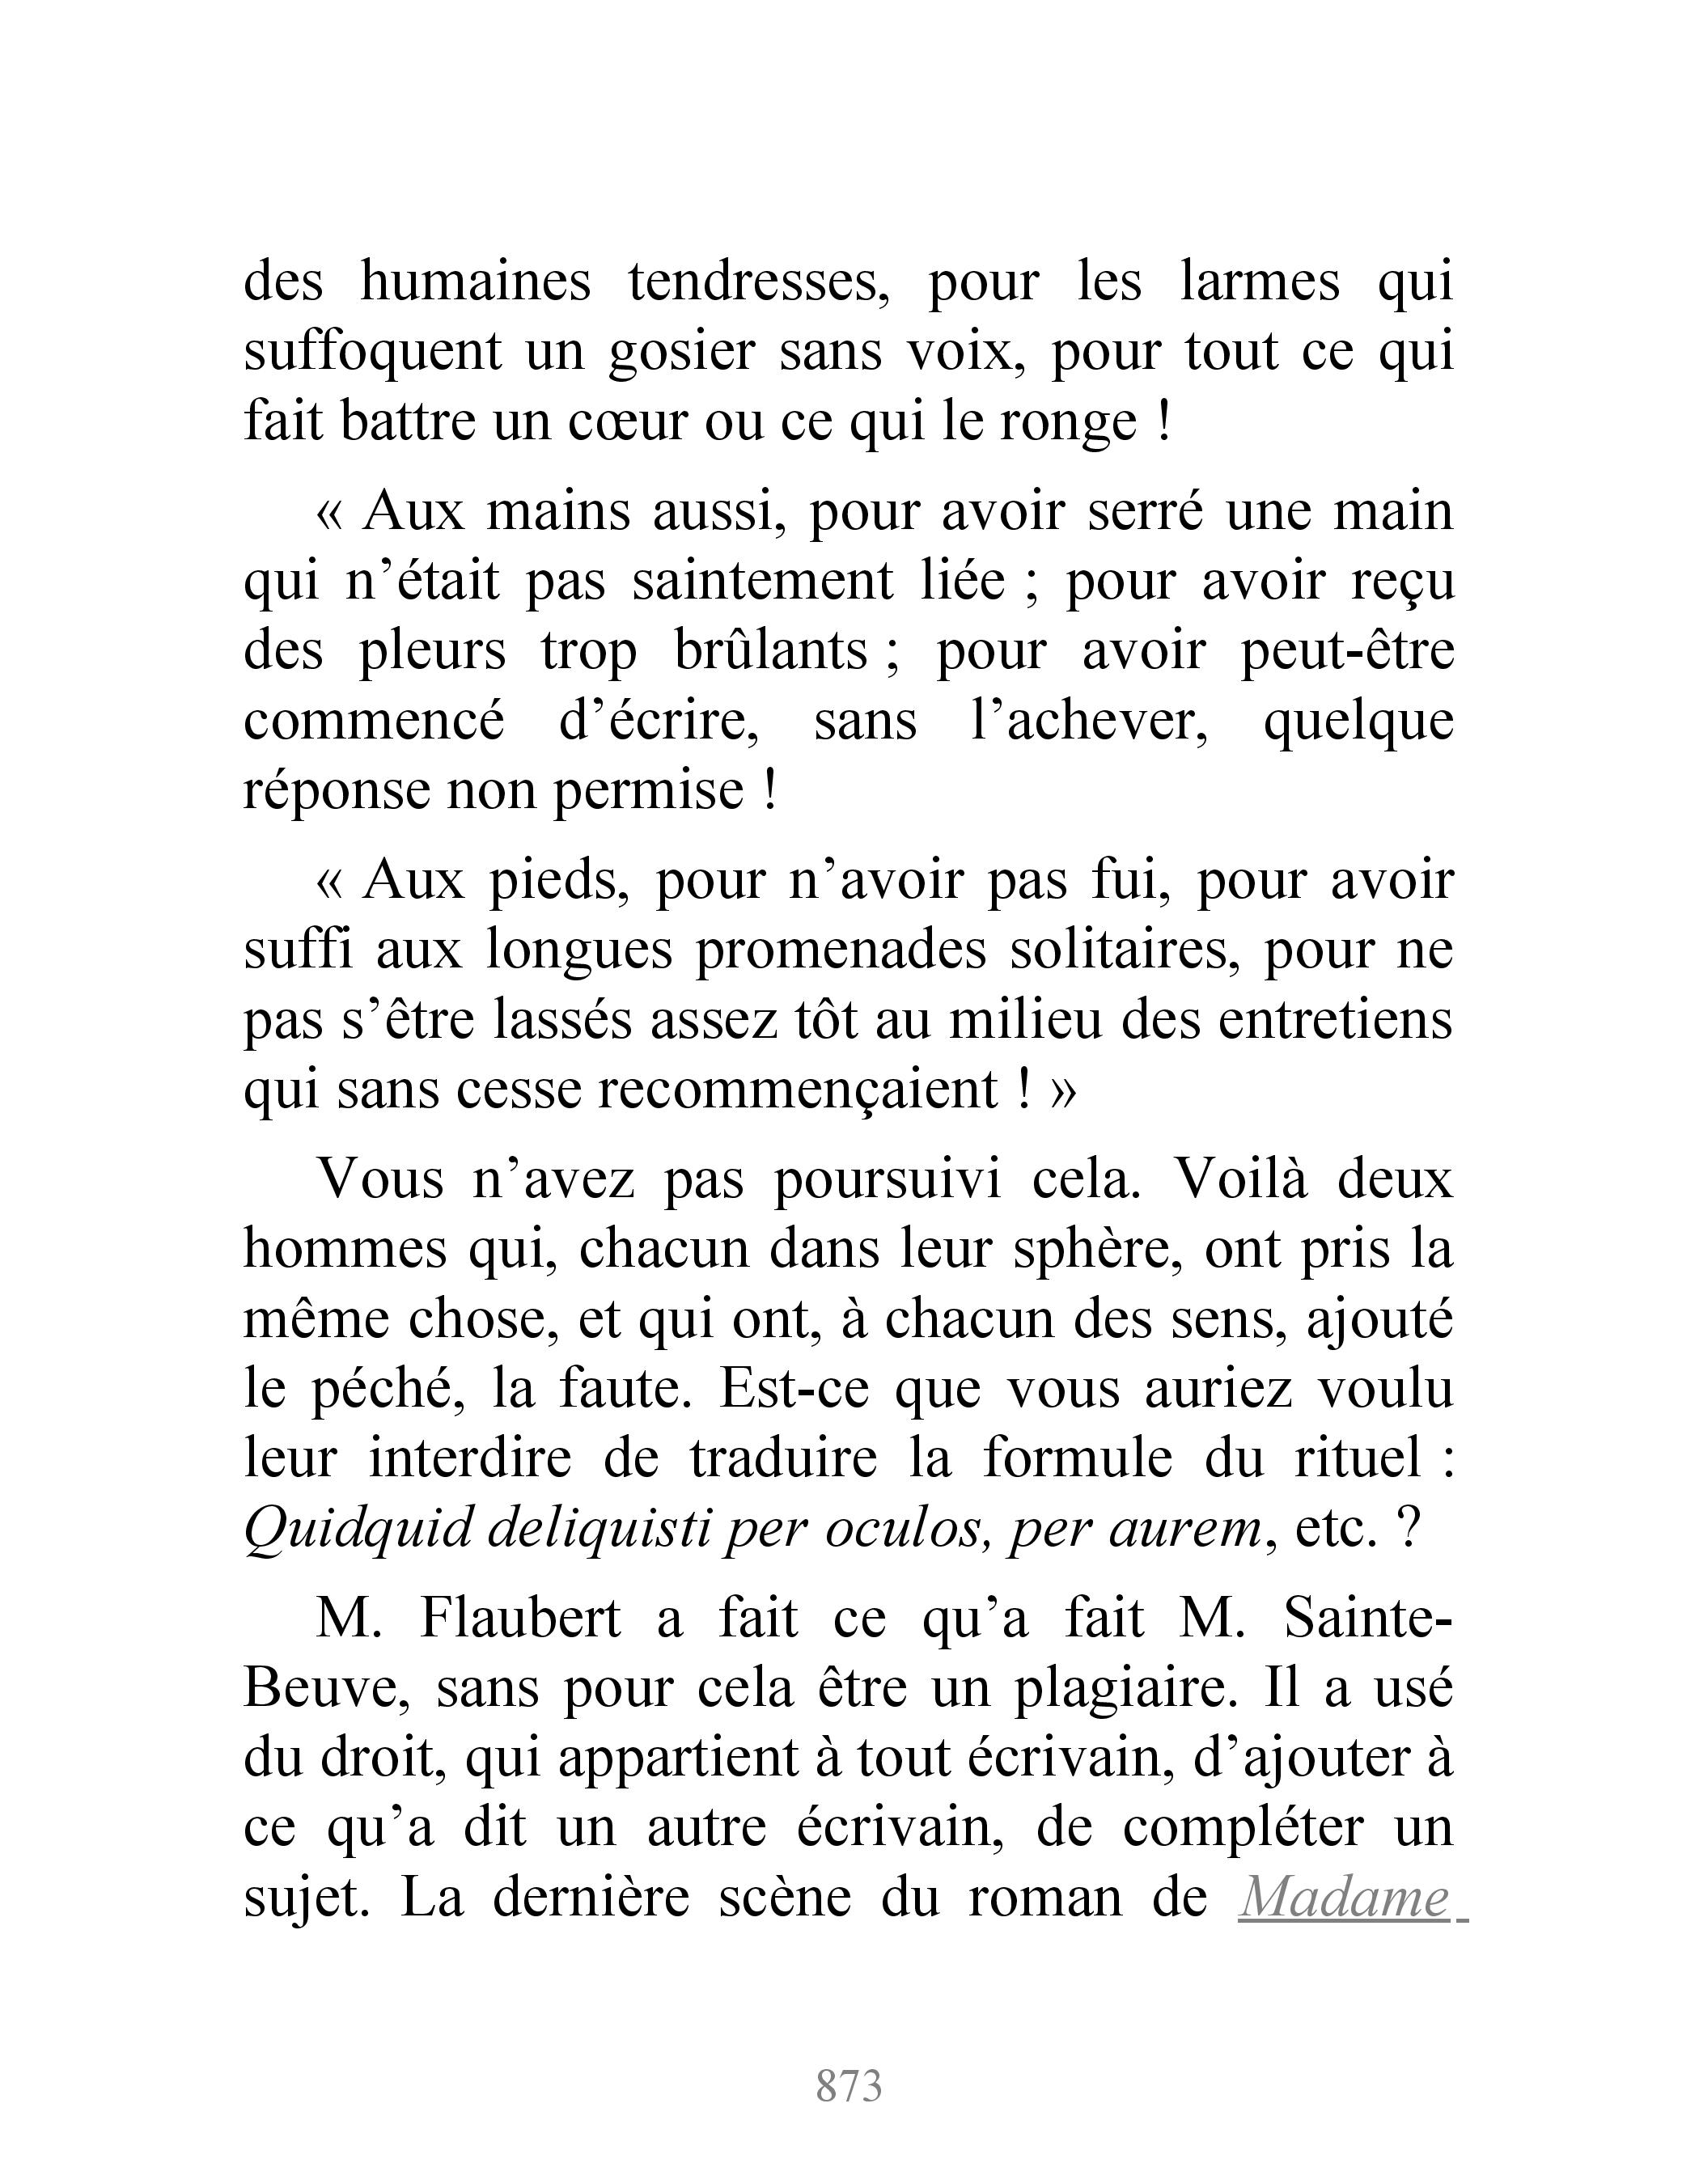 des humaines tendresses, pour les larmes qui
suffoquent un gosier sans voix, pour tout ce qui
fait battre un cœur ou ce qui le ronge !
« Aux mains aussi, pour avoir serré une main
qui n’était pas saintement liée ; pour avoir reçu
des pleurs trop brûlants ; pour avoir peut-être
commencé d’écrire, sans l’achever, quelque
réponse non permise !
« Aux pieds, pour n’avoir pas fui, pour avoir
suffi aux longues promenades solitaires, pour ne
pas s’être lassés assez tôt au milieu des entretiens
qui sans cesse recommençaient ! »
Vous n’avez pas poursuivi cela. Voilà deux
hommes qui, chacun dans leur sphère, ont pris la
même chose, et qui ont, à chacun des sens, ajouté
le péché, la faute. Est-ce que vous auriez voulu
leur interdire de traduire la formule du rituel :
Quidquid deliquisti per oculos, per aurem, etc. ?
M. Flaubert a fait ce qu’a fait M. Sainte-
Beuve, sans pour cela être un plagiaire. Il a usé
du droit, qui appartient à tout écrivain, d’ajouter à
ce qu’a dit un autre écrivain, de compléter un
sujet. La dernière scène du roman de Madame
873